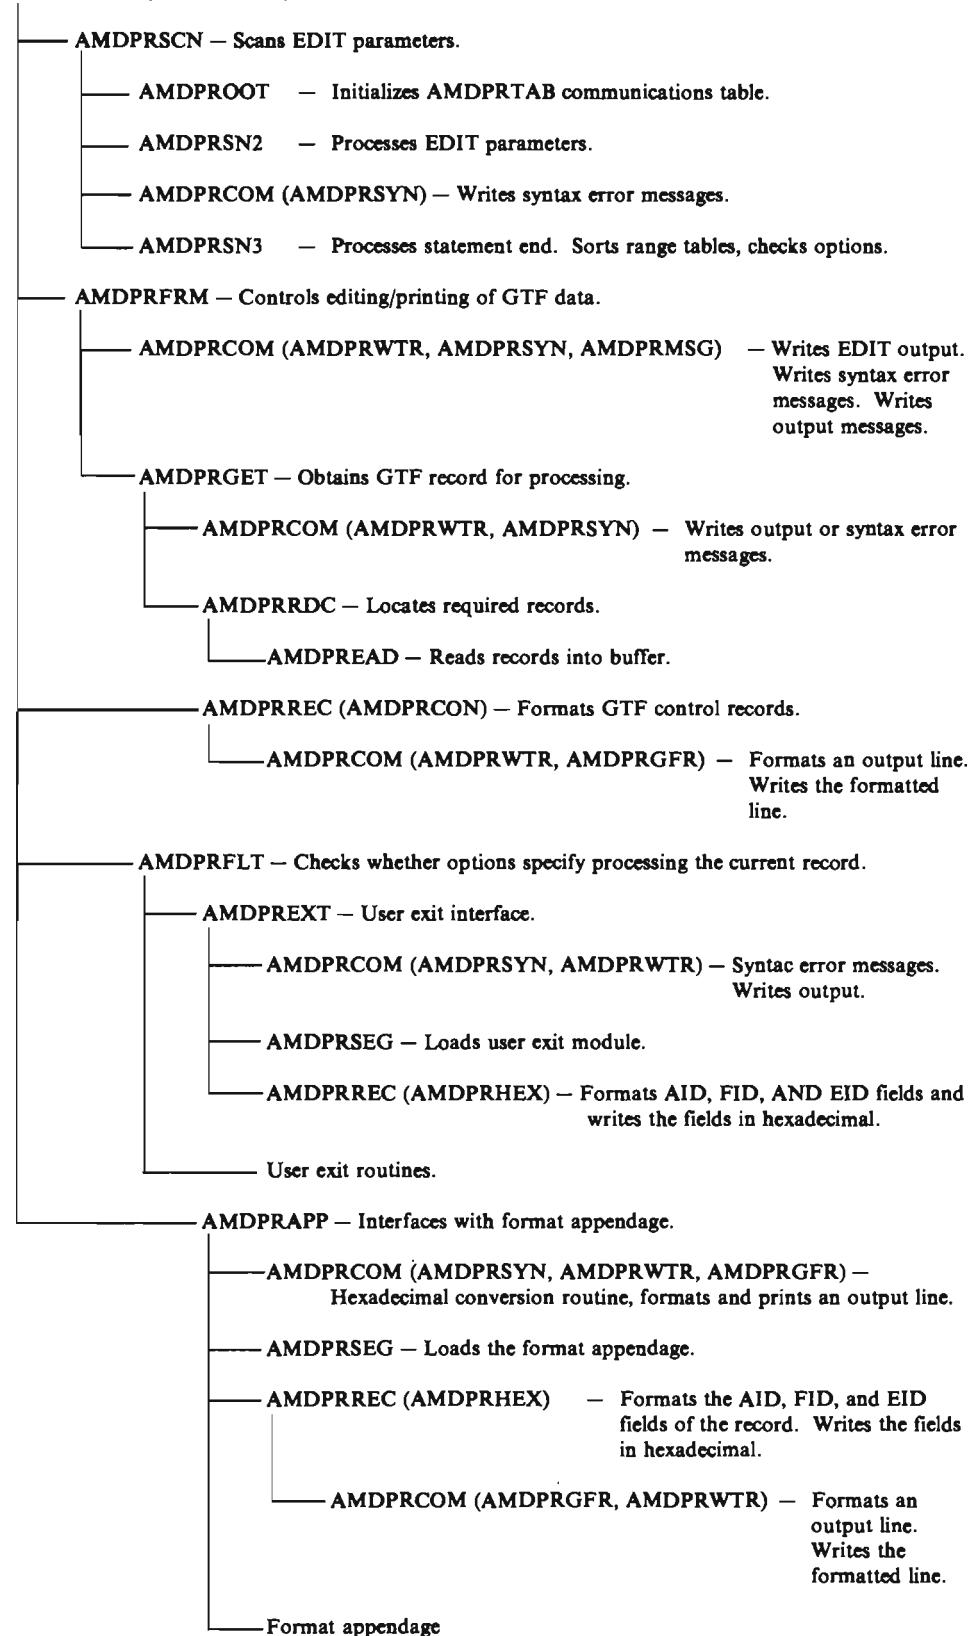 AMDPRSCN — Scans EDIT parameters.
AMDPROOT — Initializes AMDPRTAB communications table.
AMDPRSN2 — Processes EDIT parameters.
AMDPRCOM (AMDPRSYN) — Writes syntax error messages.
AMDPRSN3 — Processes statement end. Sorts range tables, checks options.
AMDPRFRM — Controls editing/printing of GTF data.
AMDPRCOM (AMDPRWTR, AMDPRSYN, AMDPRMSG) — Writes EDIT output.
Writes syntax error
messages. Writes
output messages.
AMDPRGET — Obtains GTF record for processing.
AMDPRCOM (AMDPRWTR, AMDPRSYN) — Writes output or syntax error
messages.
AMDPRRDC — Locates required records.
AMDPREAD — Reads records into buffer.
AMDPRREC (AMDPRCON) — Formats GTF control records.
AMDPRCOM (AMDPRWTR, AMDPRGFR) — Formats an output line.
Writes the formatted
line.
AMDPRFLT — Checks whether options specify processing the current record.
AMDPREXT — User exit interface.
AMDPRCOM (AMDPRSYN, AMDPRWTR) — Syntac error messages.
Writes output.
AMDPRSEG — Loads user exit module.
AMDPRREC (AMDPRHEX) — Formats AID, FID, AND EID fields and
writes the fields in hexadecimal.
User exit routines.
AMDPRAPP — Interfaces with format appendage.
AMDPRCOM (AMDPRSYN, AMDPRWTR, AMDPRGFR) —
Hexadecimal conversion routine, formats and prints an output line.
AMDPRSEG — Loads the format appendage.
AMDPRREC (AMDPRHEX) — Formats the AID, FID, and EID
fields of the record. Writes the fields
in hexadecimal.
AMDPRCOM (AMDPRGFR, AMDPRWTR) — Formats an
output line.
Writes the
formatted line.
Format appendage